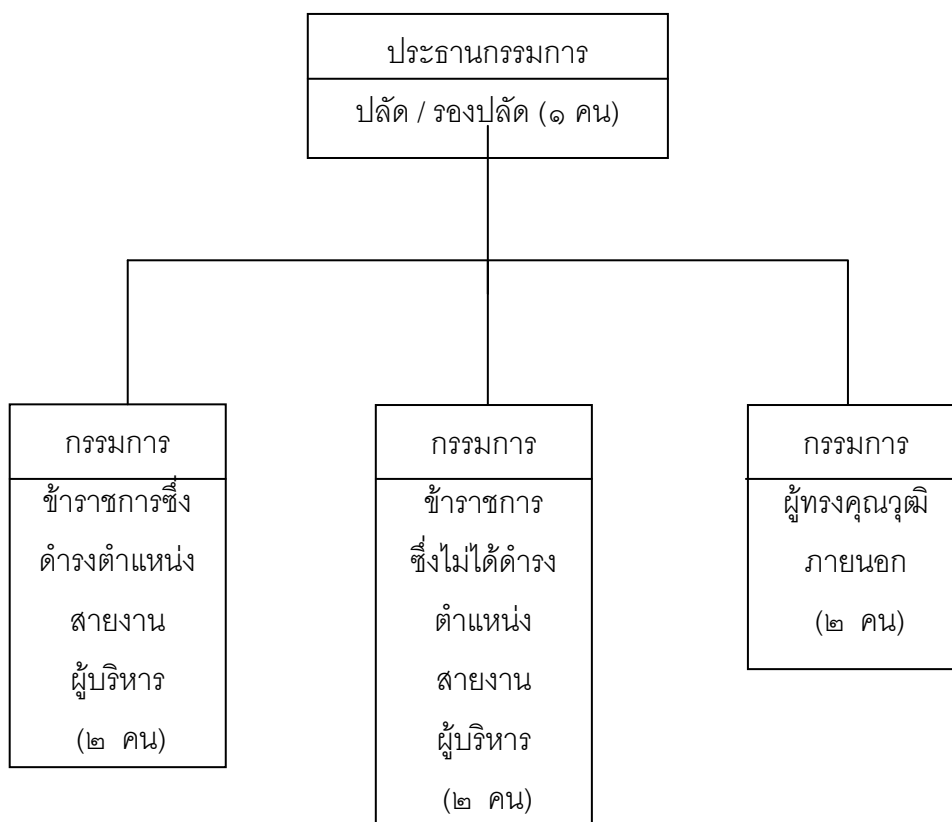 ประธานกรรมการ
ปลัด / รองปลัด (๑ คน)
กรรมการ
ข้าราชการซึ่ง
ดำรงตำแหน่ง
สายงาน
ผู้บริหาร
(๒ คน)
กรรมการ
ข้าราชการ
ซึ่งไม่ได้ดำรง
ตำแหน่ง
สายงาน
ผู้บริหาร
(๒ คน)
กรรมการ
ผู้ทรงคุณวุฒิ
ภายนอก
(๒ คน)